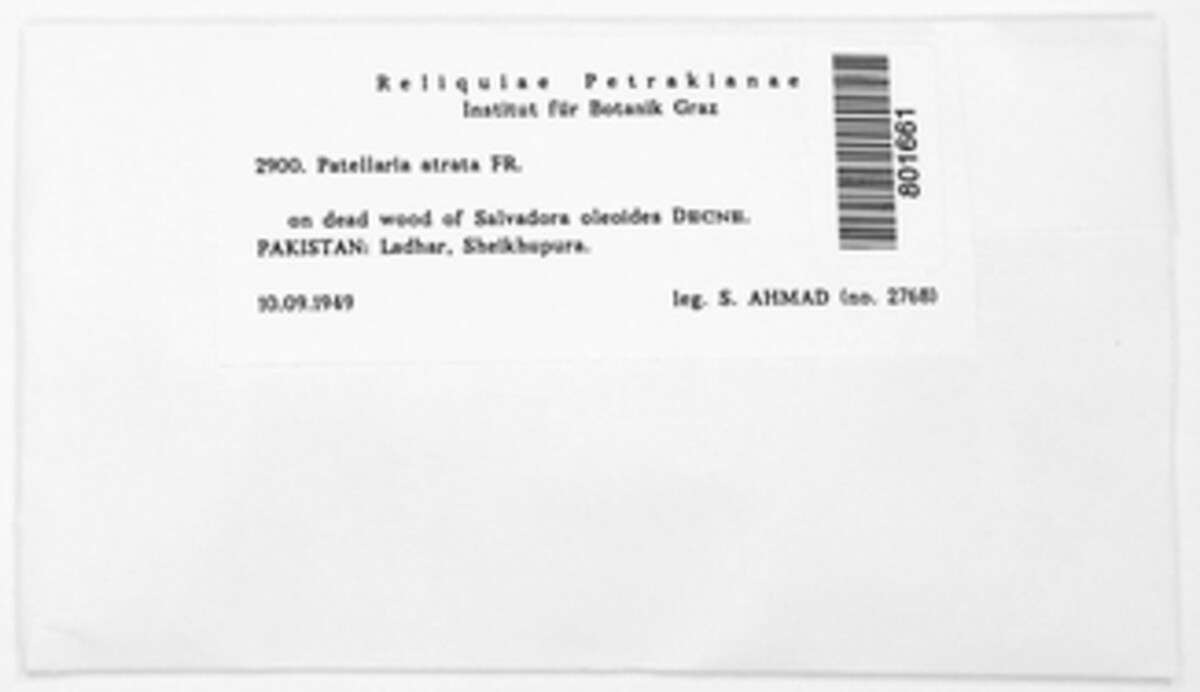 Reliquiae Petrakianae
Institut für Botanik Graz
2900. Patellaria atrata FR.
on dead wood of Salvadora oleoides DECNE.
PAKISTAN: Ladhar, Sheikhupura.
10.09.1949
leg. S. AHMAD (no. 2768)
801661